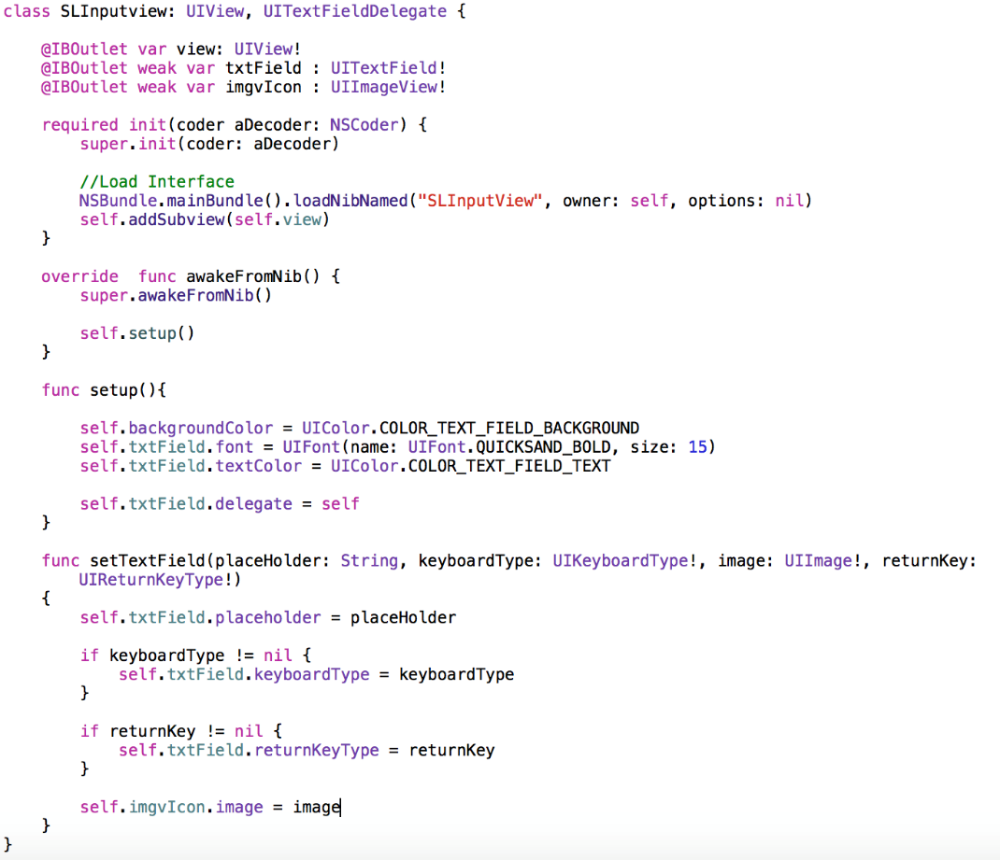 class SLInputview: UIView, UITextFieldDelegate {
@IBOutlet var view: UIView!
@IBOutlet weak var txtField : UITextField!
@IBOutlet weak var imgvIcon : UIImageView!
required init(coder aDecoder: NSCoder) {
super.init(coder: aDecoder)
//Load Interface
NSBundle.mainBundle().loadNibNamed("SLInputView", owner: self, options: nil)
self.addSubview(self.view)
}
override  func awakeFromNib() {
super.awakeFromNib()
self.setup()
}
func setup(){
self.backgroundColor = UIColor.COLOR_TEXT_FIELD_BACKGROUND
self.txtField.font = UIFont(name: UIFont.QUICKSAND_BOLD, size: 15)
self.txtField.textColor = UIColor.COLOR_TEXT_FIELD_TEXT
self.txtField.delegate = self
}
func setTextField(placeHolder: String, keyboardType: UIKeyboardType!, image: UIImage!, returnKey:
UIReturnKeyType!)
{
self.txtField.placeholder = placeHolder
if keyboardType != nil {
self.txtField.keyboardType = keyboardType
}
if returnKey != nil {
self.txtField.returnKeyType = returnKey
}
self.imgvIcon.image = image
}
}